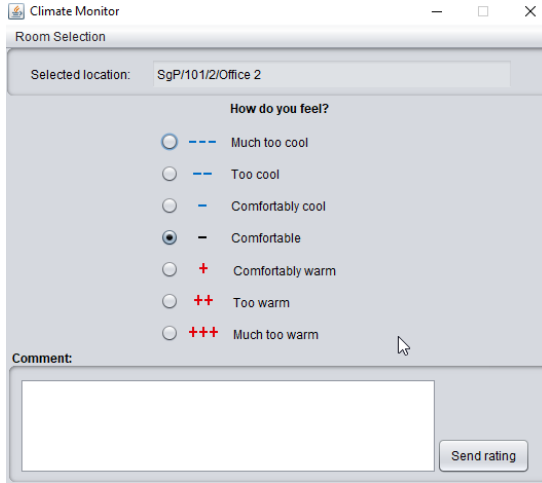 Climate Monitor
Room Selection
Selected location: SgP/101/2/Office 2
How do you feel?
--- Much too cool
-- Too cool
- Comfortably cool
- Comfortable
+ Comfortably warm
++ Too warm
+++ Much too warm
Comment:
Send rating